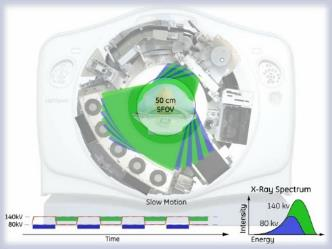 50 cm
SFOV
Slow Motion
140kV
80kV
Time
X-Ray Spectrum
140 kV
80 kv
Intensity
Energy